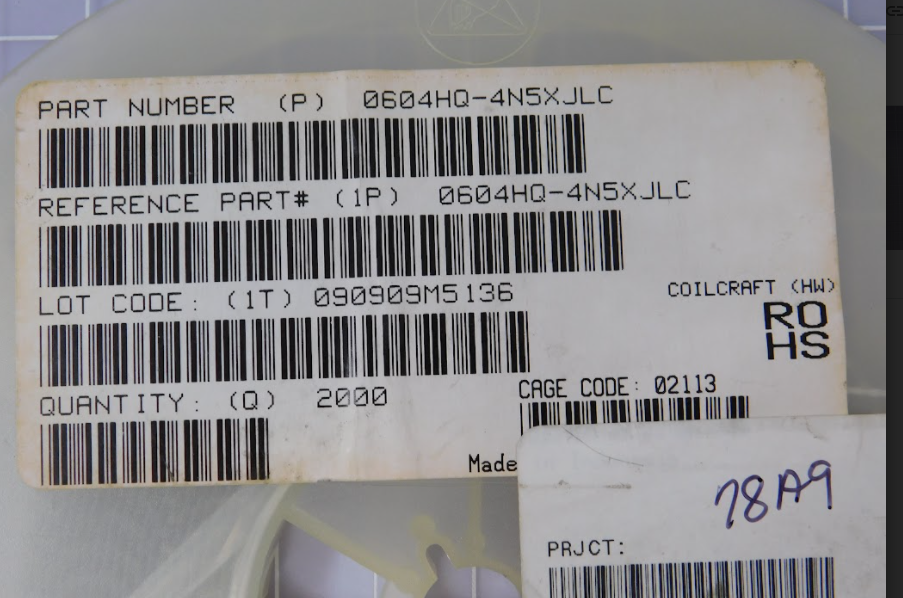 PART NUMBER (P) 0604HQ-4N5XJLC
REFERENCE PART# (1P) 0604HQ-4N5XJLC
LOT CODE: (1T) 090909M5136
COILCRAFT (HW)
RO
HS
QUANTITY: (Q) 2000
CAGE CODE: 02113
Made
78A9
PRJCT: